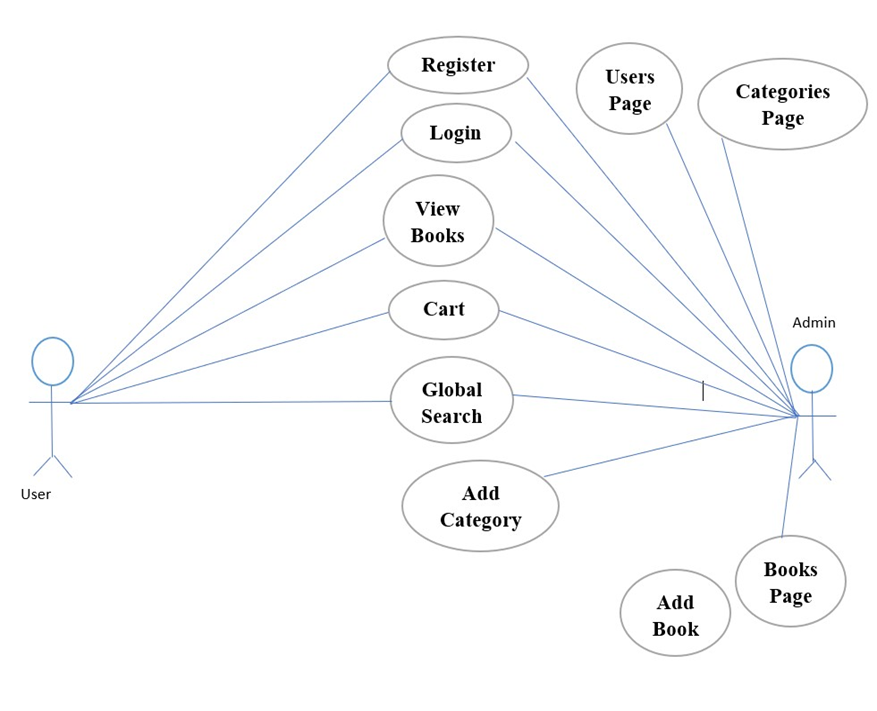 Register
Users
Page
Categories
Page
Login
View
Books
Cart
Admin
Global
Search
User
Add
Category
Books
Page
Add
Book